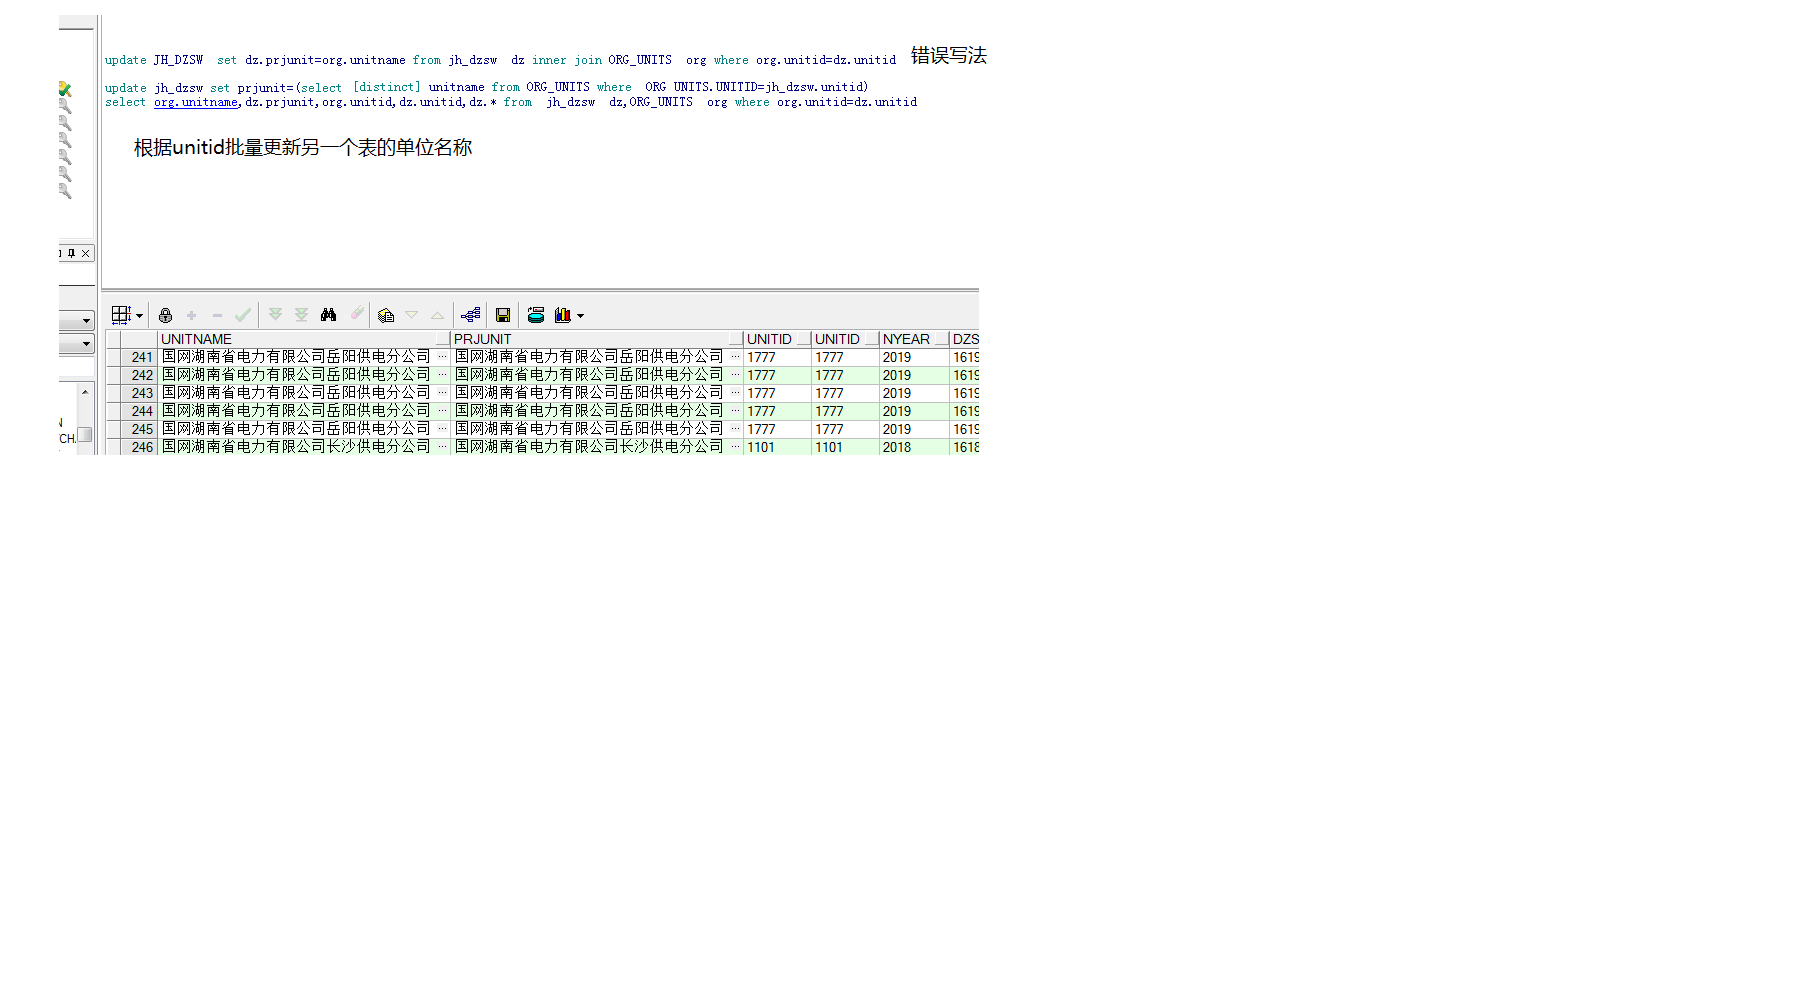 update JH_DZSW set dz.prjunit=org.unitname from jh_dzsw dz inner join ORG_UNITS org where org.unitid=dz.unitid 错误写法
update jh_dzsw set prjunit=(select [distinct] unitname from ORG_UNITS where ORG_UNITS.UNITID=jh_dzsw.unitid)
select org.unitname,dz.prjunit,org.unitid,dz.unitid,dz.* from jh_dzsw dz,ORG_UNITS org where org.unitid=dz.unitid
根据unitid批量更新另一个表的单位名称
UNITNAME PRJUNIT UNITID UNITID NYEAR DZS
241 国网湖南省电力有限公司岳阳供电分公司 ··· 国网湖南省电力有限公司岳阳供电分公司 ··· 1777 1777 2019 1619
242 国网湖南省电力有限公司岳阳供电分公司 ··· 国网湖南省电力有限公司岳阳供电分公司 ··· 1777 1777 2019 1619
243 国网湖南省电力有限公司岳阳供电分公司 ··· 国网湖南省电力有限公司岳阳供电分公司 ··· 1777 1777 2019 1619
244 国网湖南省电力有限公司岳阳供电分公司 ··· 国网湖南省电力有限公司岳阳供电分公司 ··· 1777 1777 2019 1619
245 国网湖南省电力有限公司岳阳供电分公司 ··· 国网湖南省电力有限公司岳阳供电分公司 ··· 1777 1777 2019 1619
246 国网湖南省电力有限公司长沙供电分公司 ··· 国网湖南省电力有限公司长沙供电分公司 ··· 1101 1101 2018 1618
CH